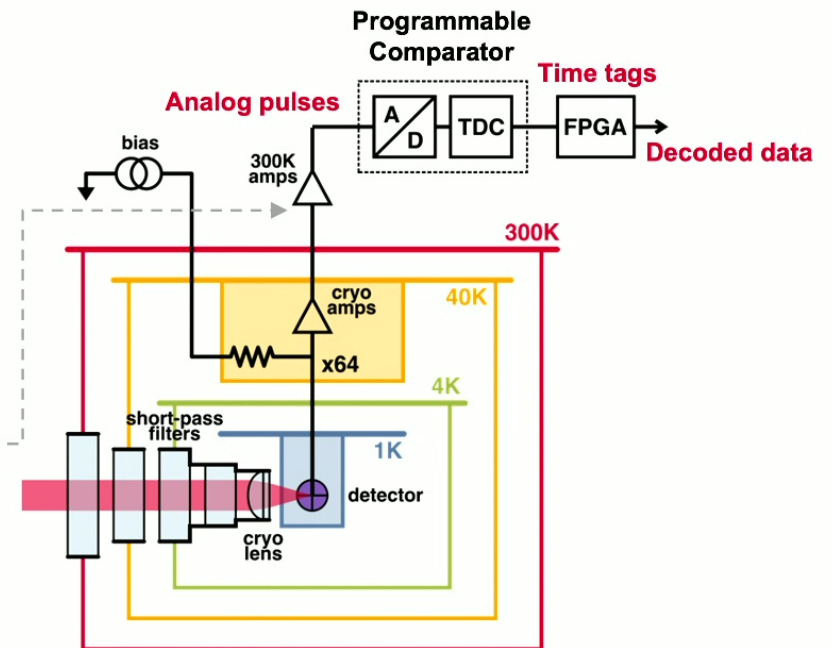 Programmable
Comparator
Time tags
Analog pulses
A
D
TDC
FPGA
Decoded data
bias
300K
amps
300K
cryo
amps
40K
x64
4K
short-pass
filters
1K
detector
cryo
lens